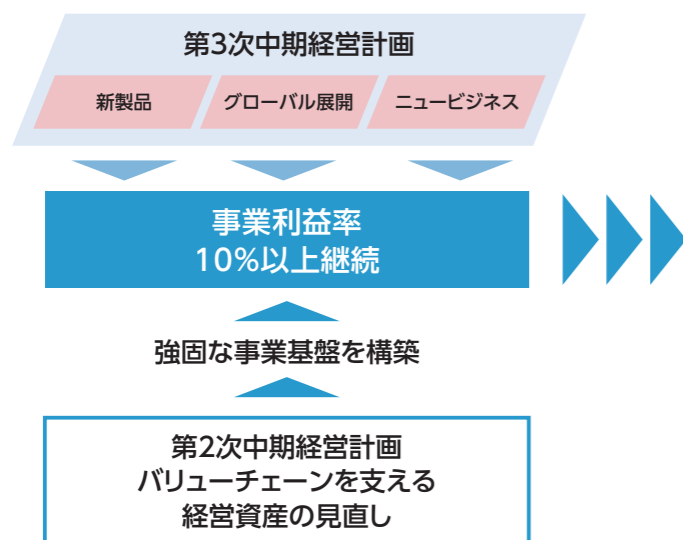 第3次中期経営計画
新製品
グローバル展開
ニュービジネス
事業利益率
10%以上継続
強固な事業基盤を構築
第2次中期経営計画
バリューチェーンを支える
経営資産の見直し